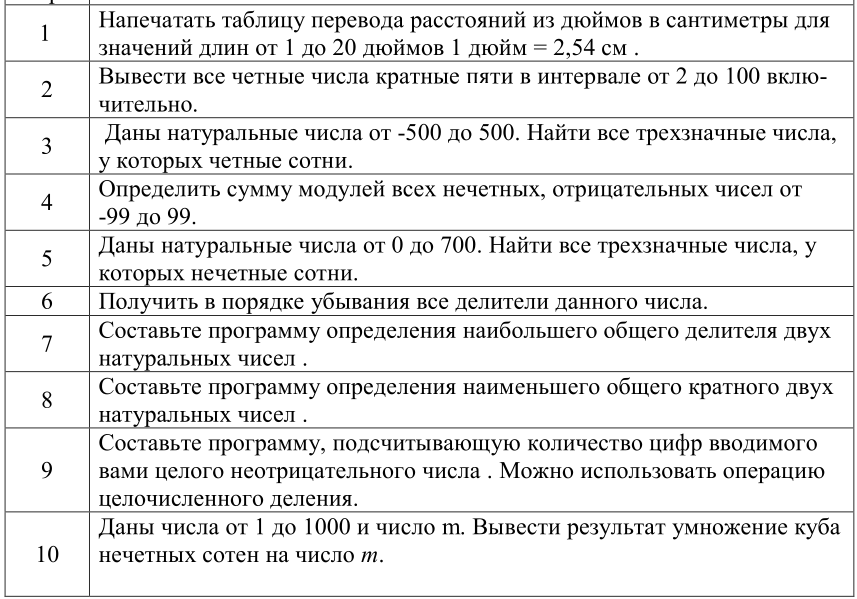 1
Напечатать таблицу перевода расстояний из дюймов в сантиметры для
значений длин от 1 до 20 дюймов 1 дюйм = 2,54 см .
2
Вывести все четные числа кратные пяти в интервале от 2 до 100 вклю-
чительно.
3
Даны натуральные числа от -500 до 500. Найти все трехзначные числа,
у которых четные сотни.
4
Определить сумму модулей всех нечетных, отрицательных чисел от
-99 до 99.
5
Даны натуральные числа от 0 до 700. Найти все трехзначные числа, у
которых нечетные сотни.
6
Получить в порядке убывания все делители данного числа.
7
Составьте программу определения наибольшего общего делителя двух
натуральных чисел .
8
Составьте программу определения наименьшего общего кратного двух
натуральных чисел .
9
Составьте программу, подсчитывающую количество цифр вводимого
вами целого неотрицательного числа . Можно использовать операцию
целочисленного деления.
10
Даны числа от 1 до 1000 и число m. Вывести результат умножение куба
нечетных сотен на число m.